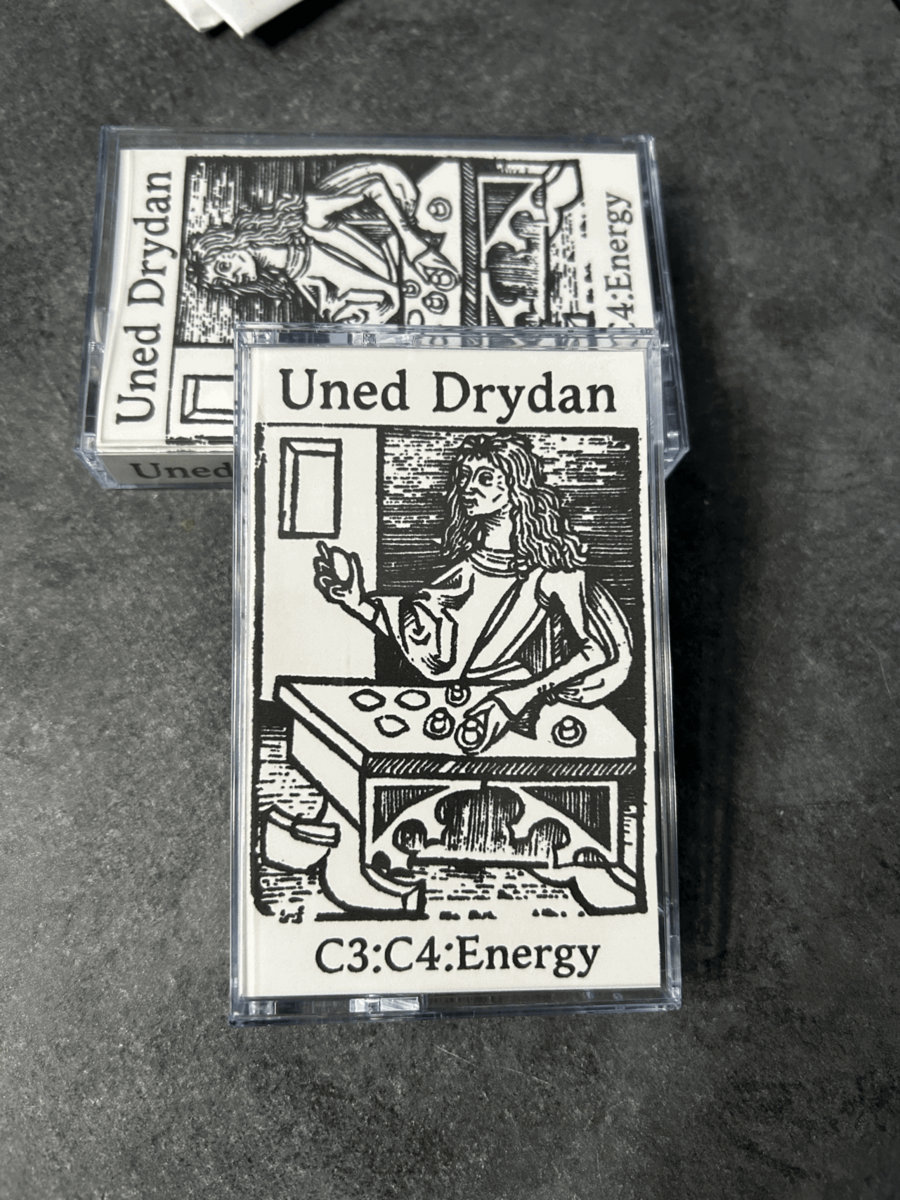 Uned Drydan
C4:Energy
Uned
Uned Drydan
C3:C4:Energy